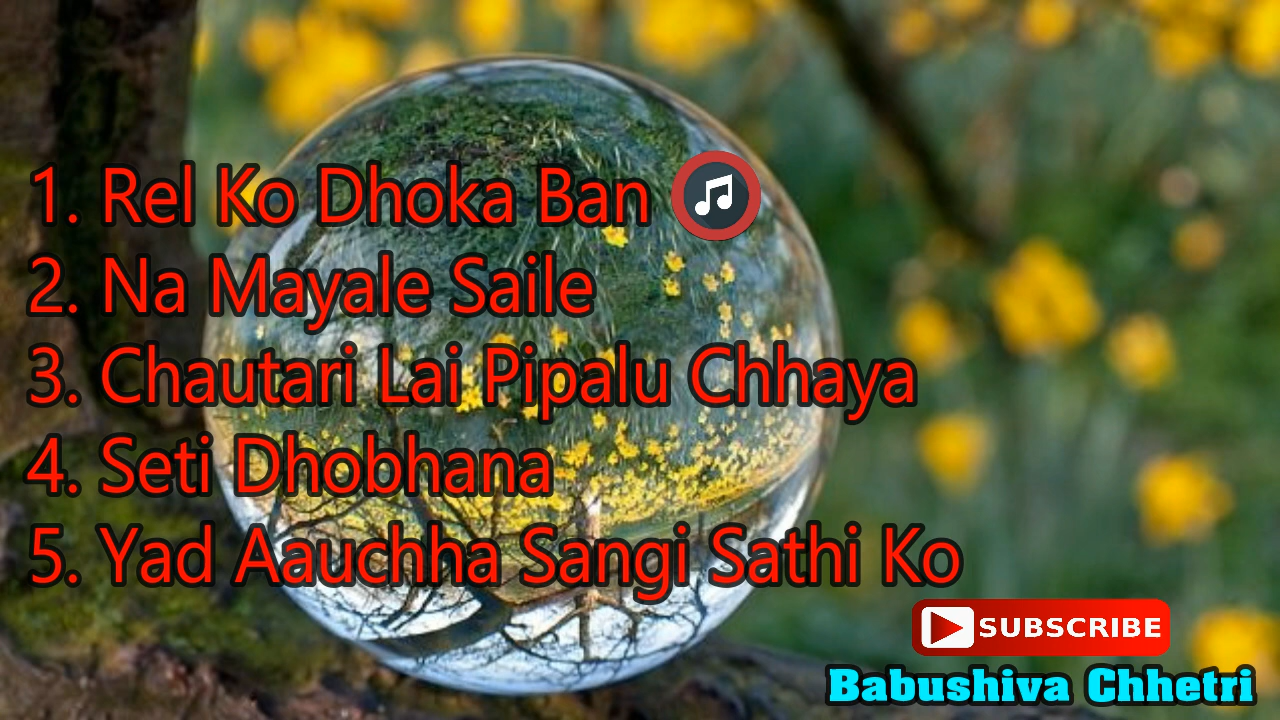 1. Rel Ko Dhoka Ban
2. Na Mayale Saile
3. Chautari Lai Pipalu Chhaya
4. Seti Dhobhana
5. Yad Aauchha Sangi Sathi Ko
SUBSCRIBE
Babushiva Chhetri